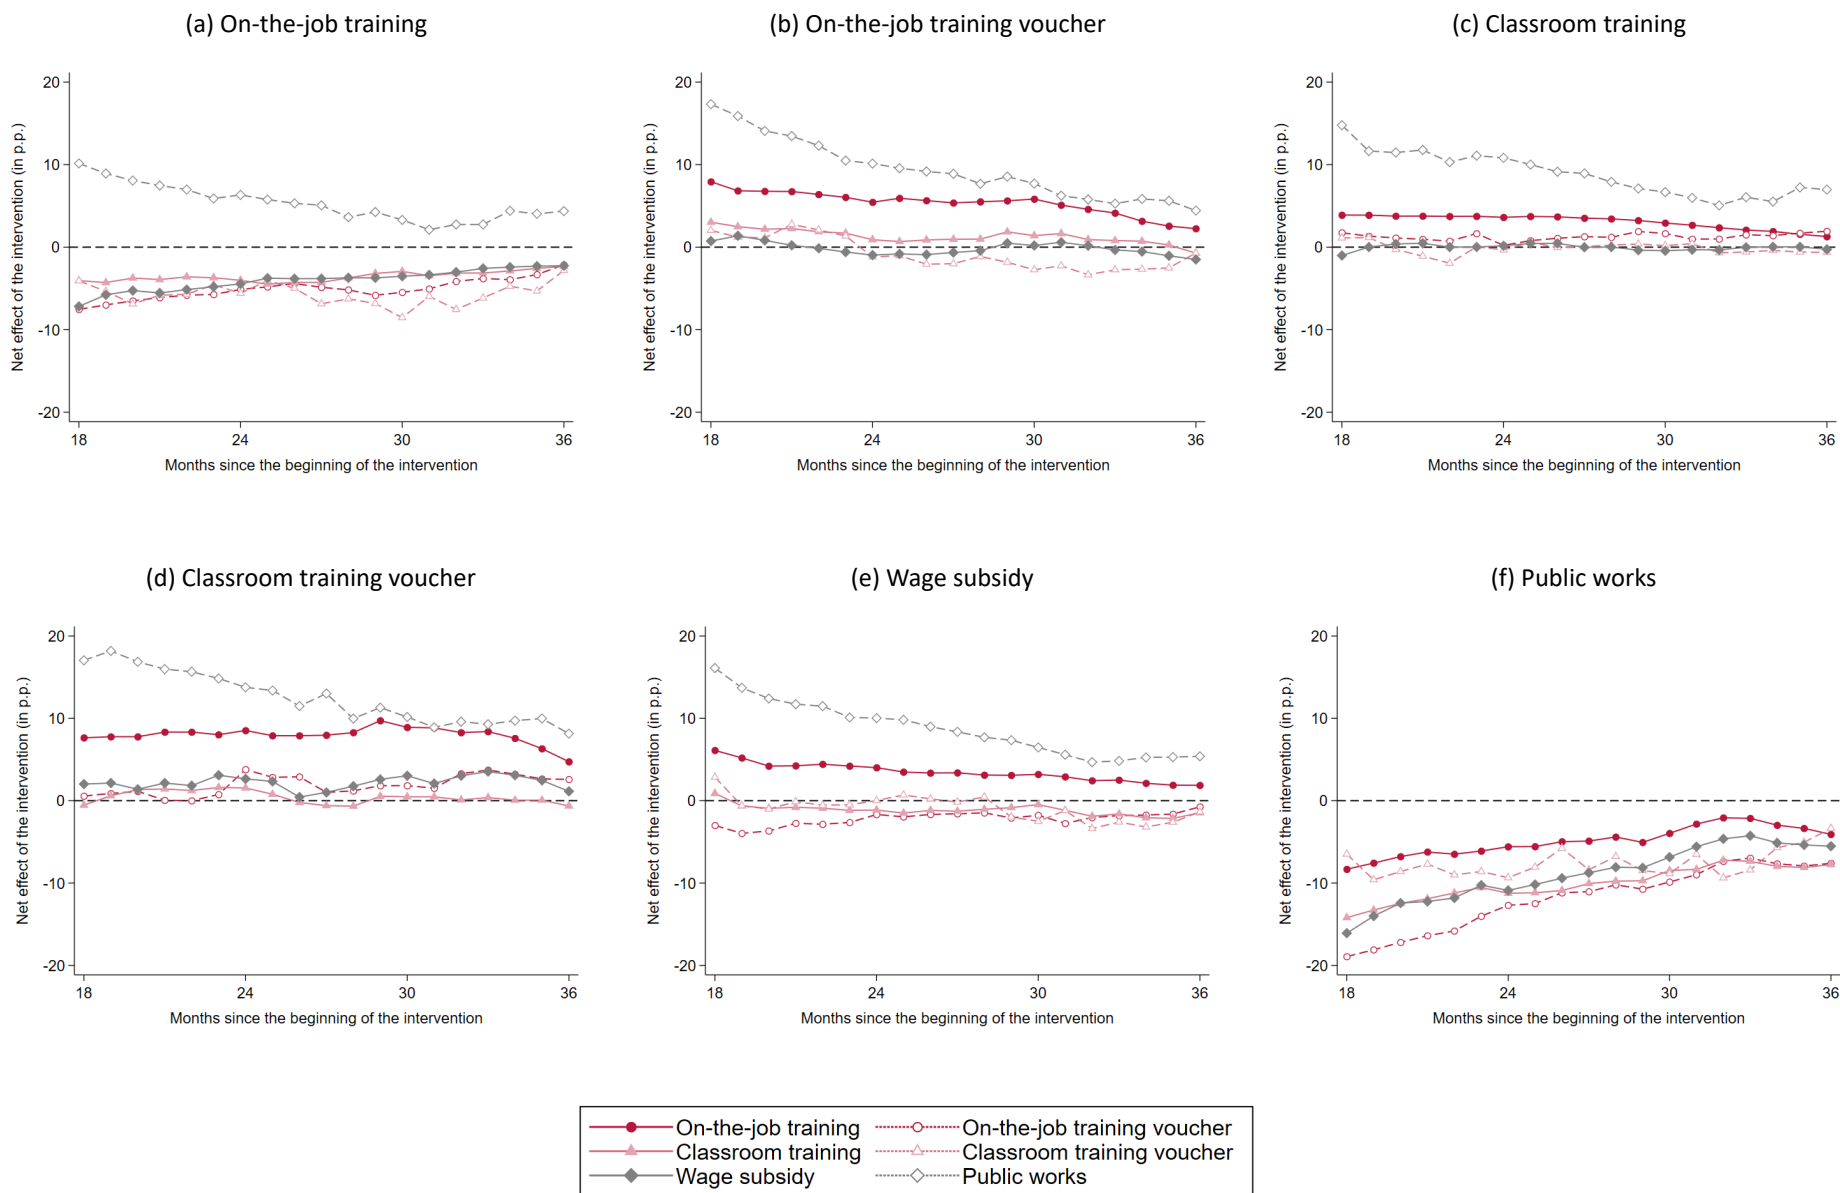 (a) On-the-job training
(b) On-the-job training voucher
(c) Classroom training
Net effect of the intervention (in p.p.)
20
10
0
-10
-20
18
24
30
36
Months since the beginning of the intervention
Net effect of the intervention (in p.p.)
20
10
0
-10
-20
18
24
30
36
Months since the beginning of the intervention
Net effect of the intervention (in p.p.)
20
10
0
-10
-20
18
24
30
36
Months since the beginning of the intervention
(d) Classroom training voucher
(e) Wage subsidy
(f) Public works
Net effect of the intervention (in p.p.)
20
10
0
-10
-20
18
24
30
36
Months since the beginning of the intervention
Net effect of the intervention (in p.p.)
20
10
0
-10
-20
18
24
30
36
Months since the beginning of the intervention
Net effect of the intervention (in p.p.)
20
10
0
-10
-20
18
24
30
36
Months since the beginning of the intervention
On-the-job training
On-the-job training voucher
Classroom training
Classroom training voucher
Wage subsidy
Public works